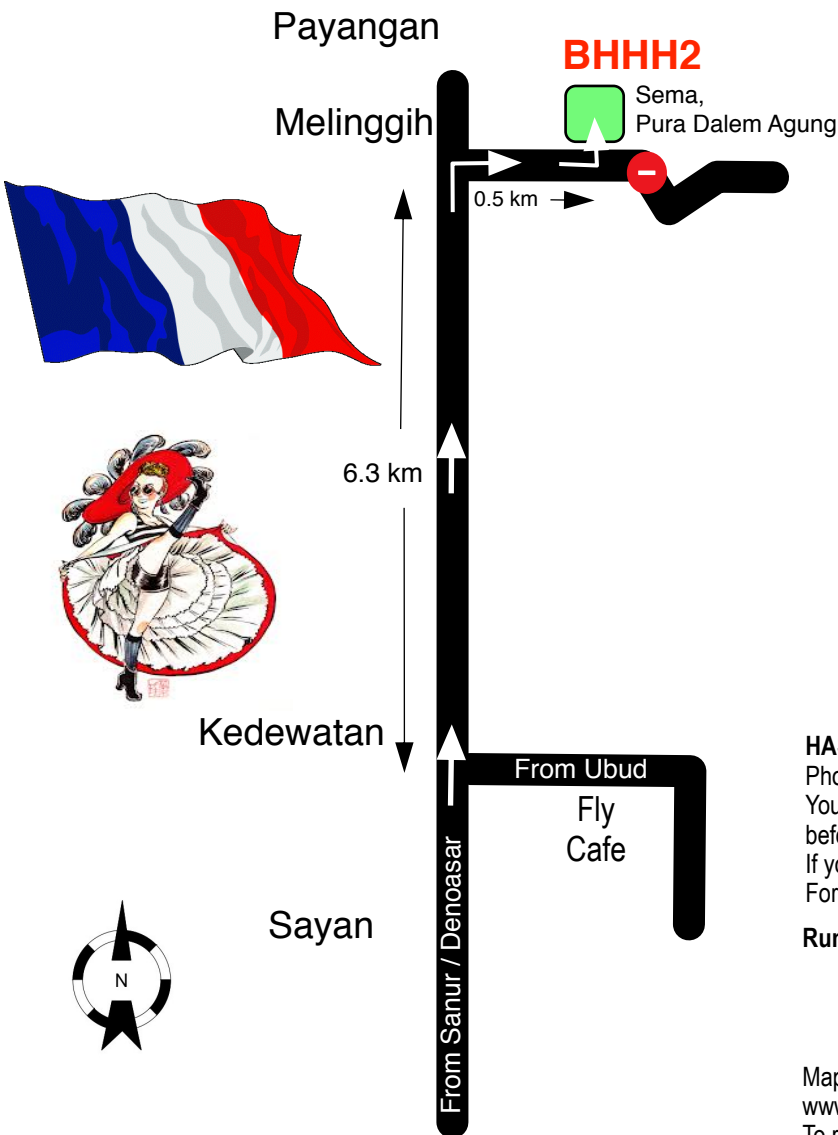 Payangan
BHHH2
Melinggih
Sema,
Pura Dalem Agung
0.5 km
6.3 km
Kedewatan
From Ubud
Fly
Cafe
From Sanur / Denoasar
Sayan
N
HA
Pho
You
befo
If yo
For
Run
Map
www